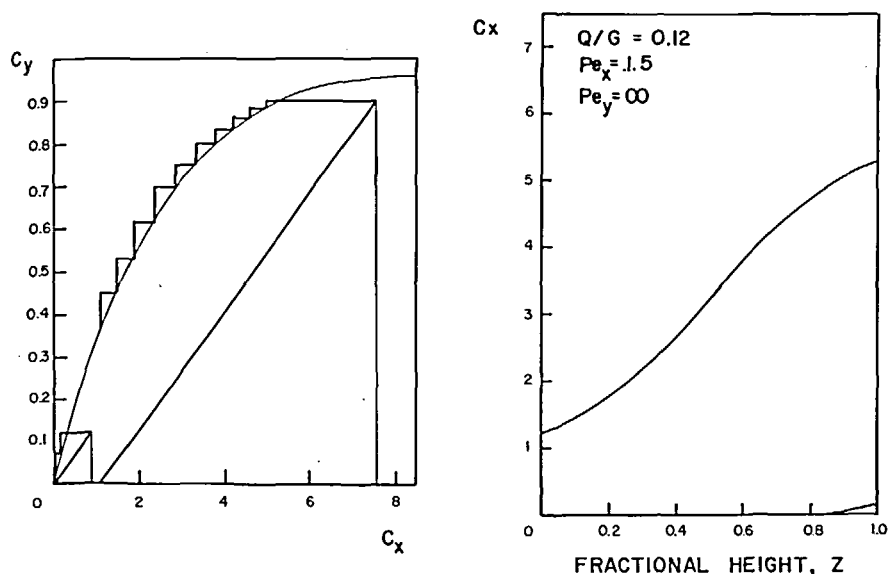 Cy
0.9
0.8
0.7
0.6
0.5
0.4
0.3
0.2
0.1
0 2 4 6 8
Cx
Cx
Q/G = 0.12
Pex=.1.5
Pey=∞
7
6
5
4
3
2
1
0 0.2 0.4 0.6 0.8 1.0
FRACTIONAL HEIGHT, Z